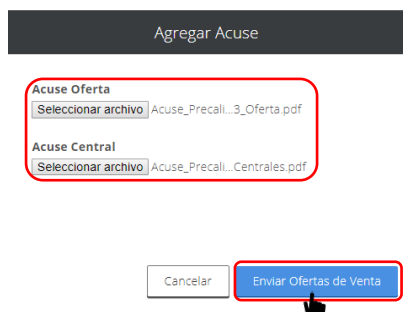 Agregar Acuse
Acuse Oferta
Seleccionar archivo Acuse_Precali...3_Oferta.pdf
Acuse Central
Seleccionar archivo Acuse_Precali...Centrales.pdf
Cancelar Enviar Ofertas de Venta